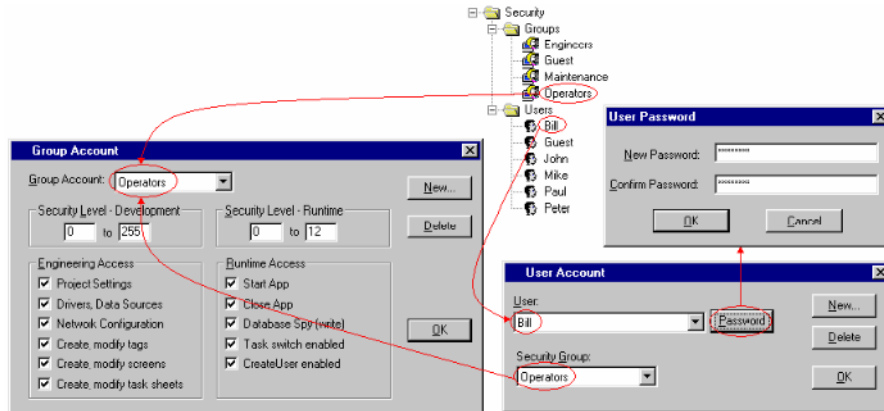 Security
Groups
Engineers
Guest
Maintenance
Operators
Users
Bill
Guest
John
Mike
Paul
Peter
User Password
New Password: ********
Confirm Password: ********
OK
Cancel
Group Account
Group Account: Operators
New...
Delete
Security Level - Development
0 to 255
Security Level - Runtime
0 to 12
Engineering Access
Project Settings
Drivers, Data Sources
Network Configuration
Create, modify tags
Create, modify screens
Create, modify task sheets
Runtime Access
Start App
Close App
Database Spy (write)
Task switch enabled
CreateUser enabled
OK
User Account
User:
Bill
Password
New...
Delete
Security Group:
Operators
OK